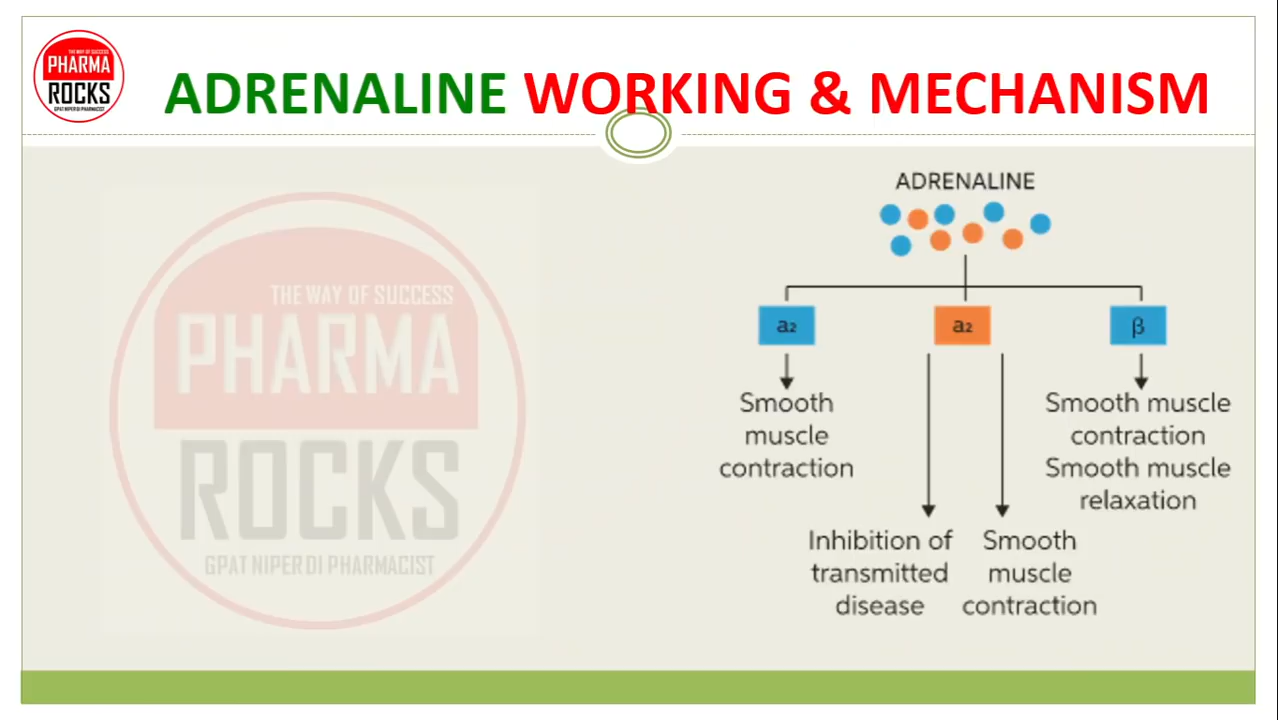 THE WAY OF SUCCESS
PHARMA
ROCKS
GPAT NIPER DI PHARMACIST
ADRENALINE WORKING & MECHANISM
THE WAY OF SUCCESS
PHARMA
ROCKS
GPAT NIPER DI PHARMACIST
ADRENALINE
a₂
a₂
β
Smooth
muscle
contraction
Inhibition of
transmitted
disease
Smooth
muscle
contraction
Smooth muscle
contraction
Smooth muscle
relaxation